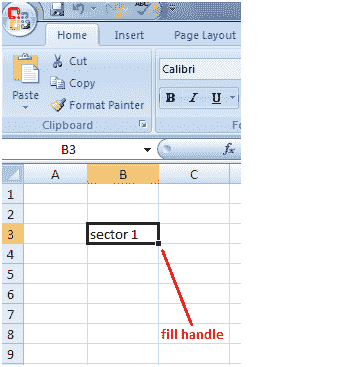 Home Insert Page Layout
Cut
Copy
Paste
Format Painter
Clipboard
Calibri
B I U
B3
fx
A B C
1
2
3 sector 1
4
5
6
7
8
9
fill handle